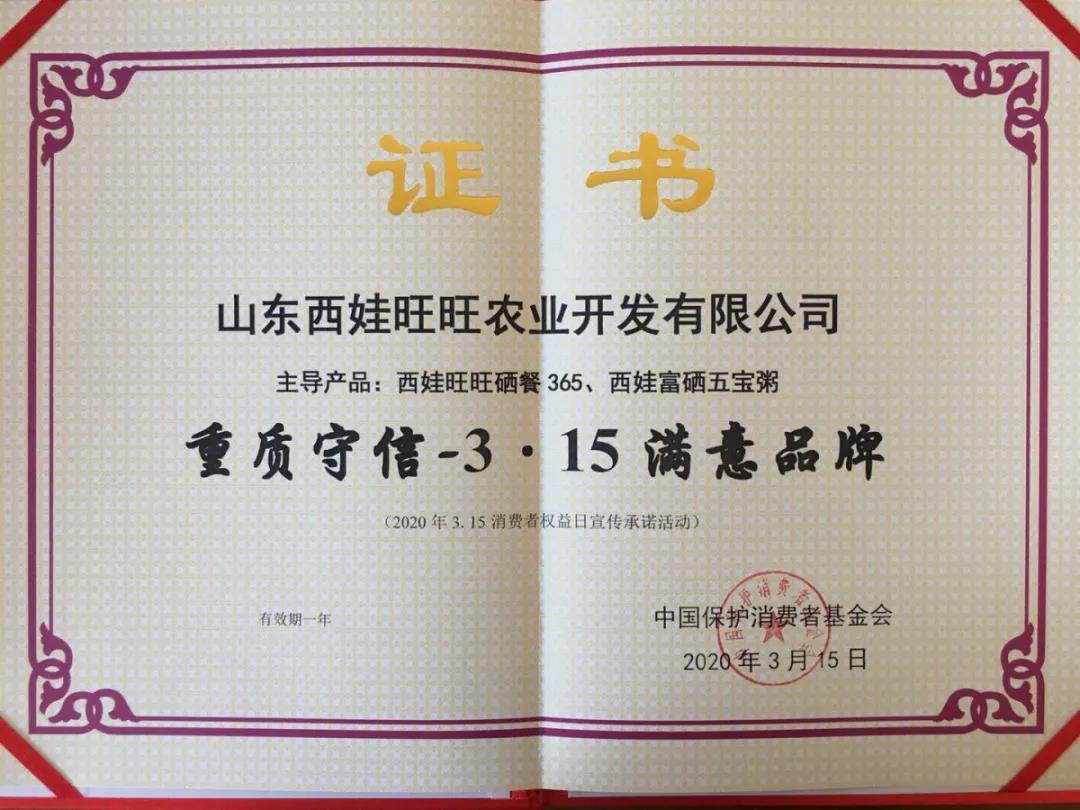 证书
山东西娃旺旺农业开发有限公司
主导产品：西娃旺旺硒餐365、西娃富硒五宝粥
重质守信-3·15满意品牌
（2020年3.15消费者权益日宣传承诺活动）
有效期一年
中国保护消费者基金会
2020年3月15日